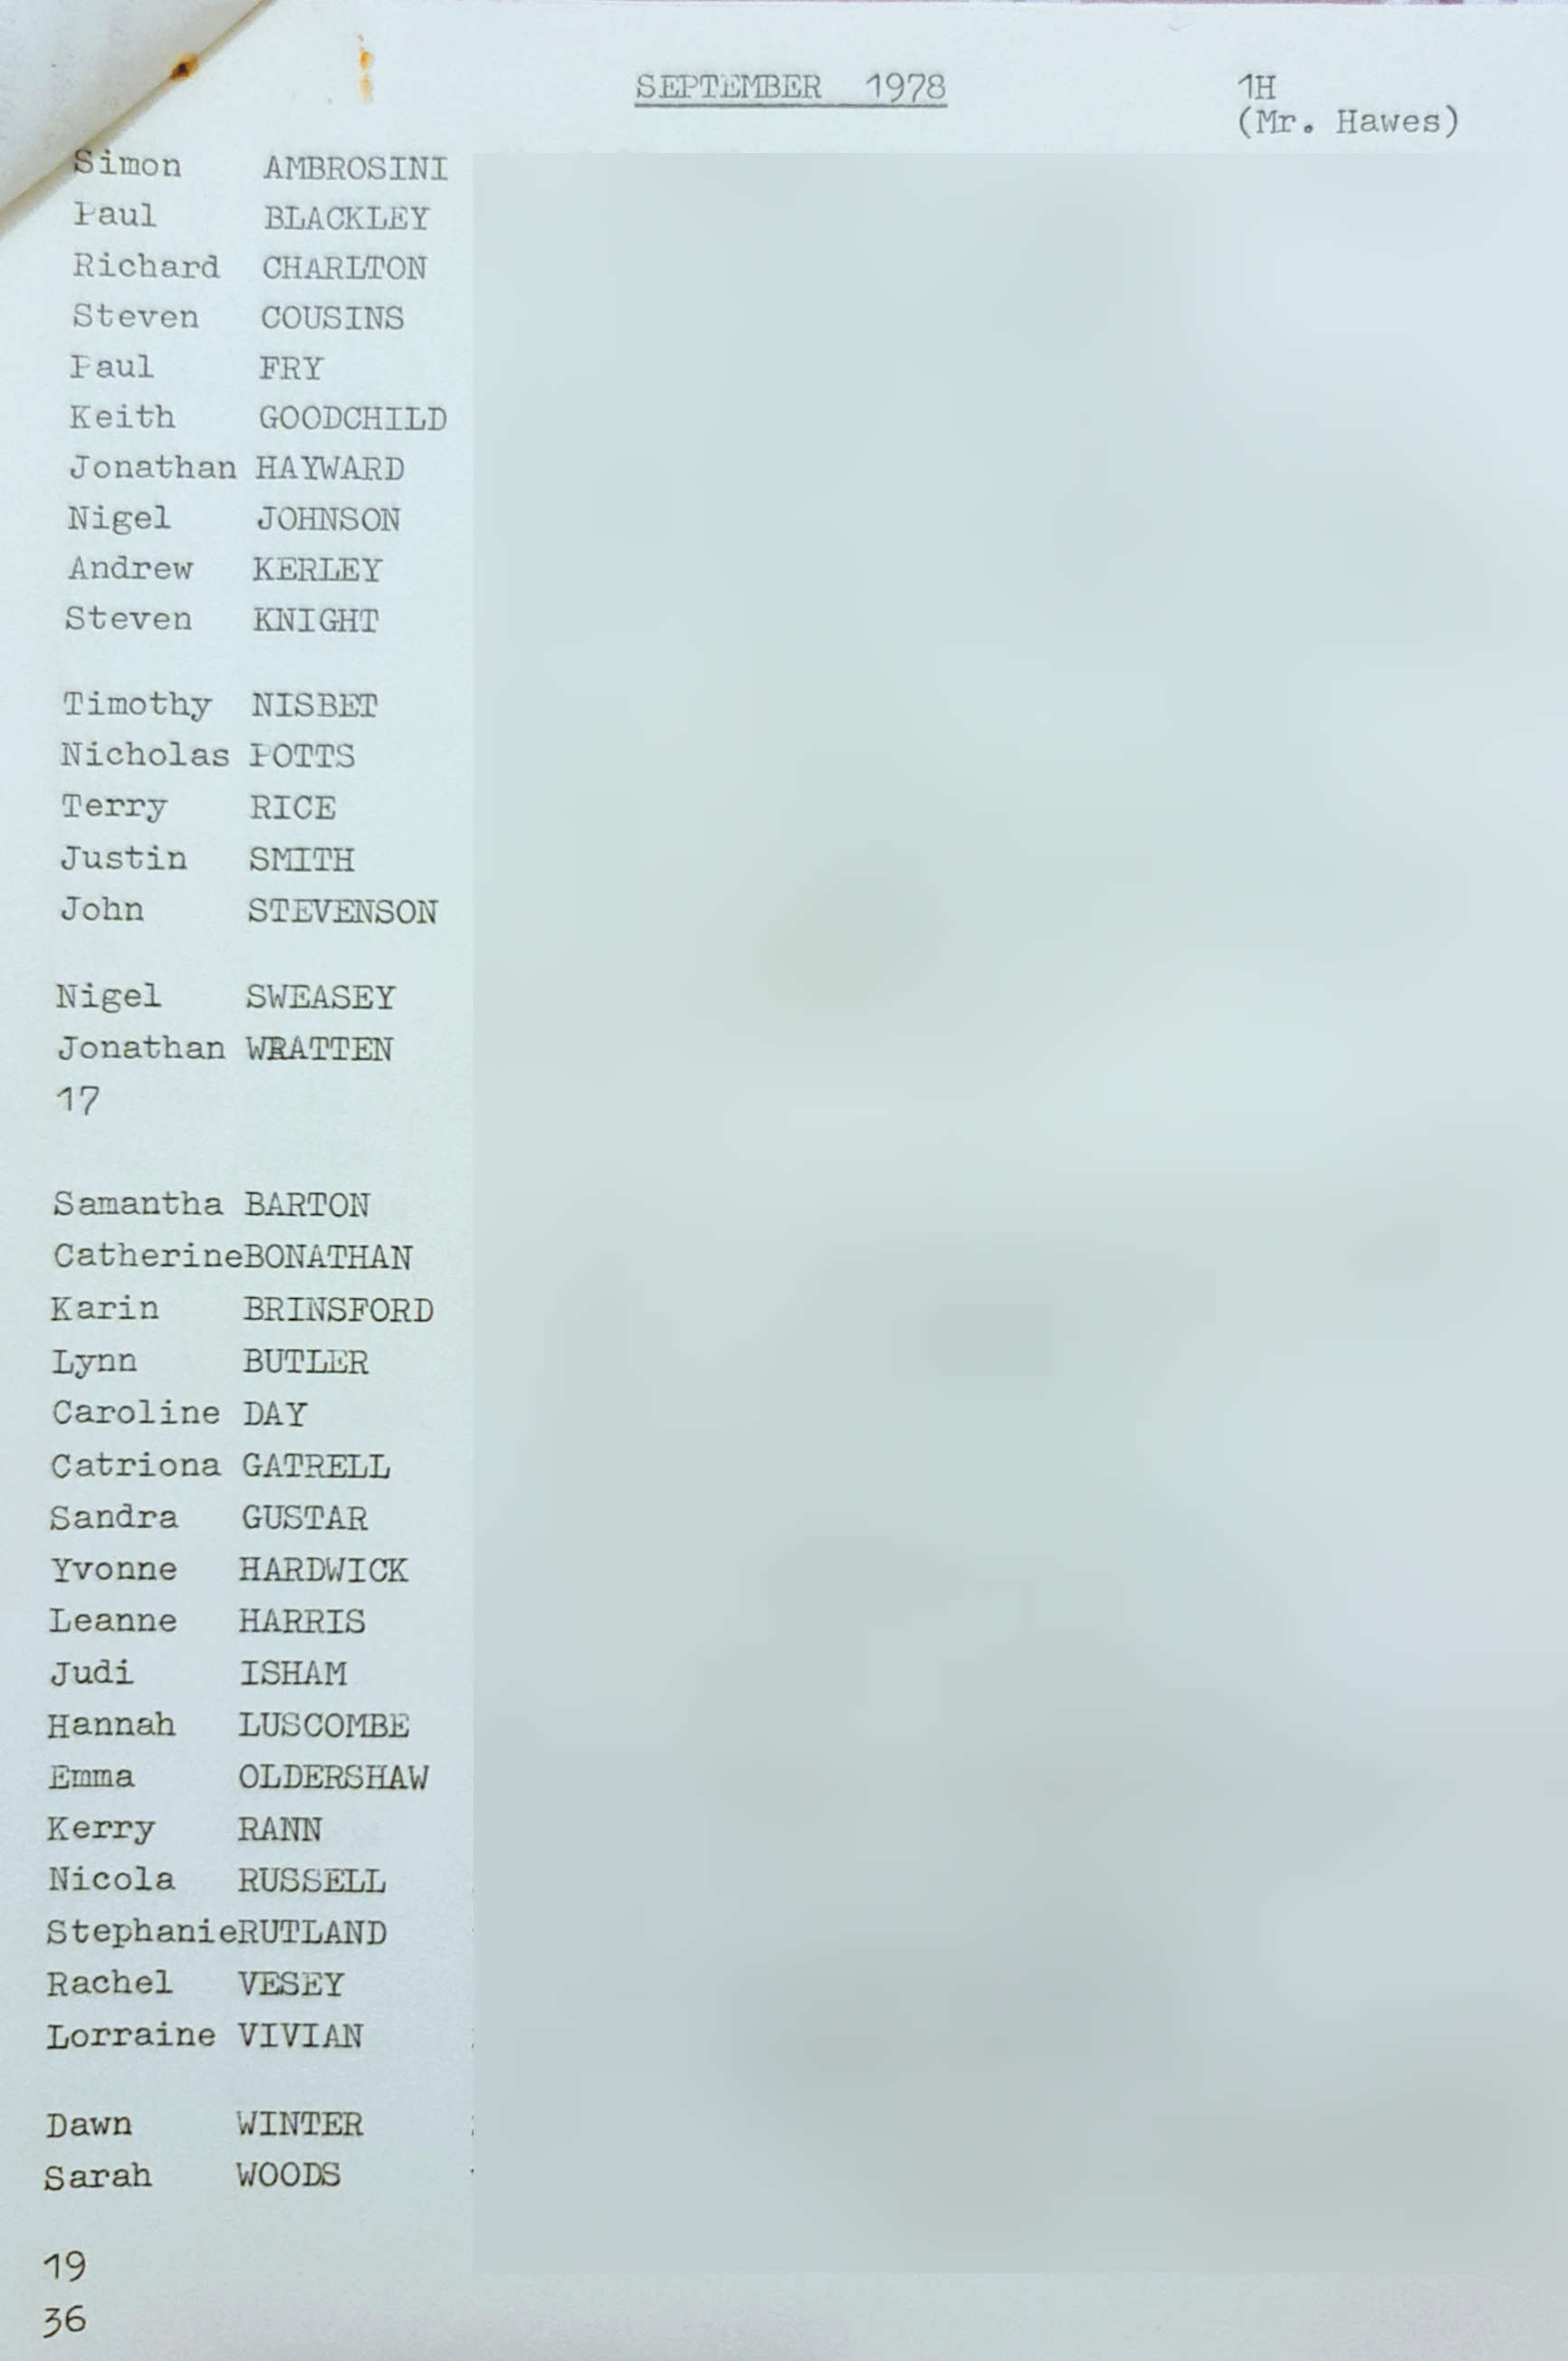 SEPTEMBER 1978 1H
(Mr. Hawes)
Simon AMBROSINI
Paul BLACKLEY
Richard CHARLTON
Steven COUSINS
Paul FRY
Keith GOODCHILD
Jonathan HAYWARD
Nigel JOHNSON
Andrew KERLEY
Steven KNIGHT
Timothy NISBET
Nicholas POTTS
Terry RICE
Justin SMITH
John STEVENSON
Nigel SWEASEY
Jonathan WRATTEN
17
Samantha BARTON
CatherineBONATHAN
Karin BRINSFORD
Lynn BUTLER
Caroline DAY
Catriona GATRELL
Sandra GUSTAR
Yvonne HARDWICK
Leanne HARRIS
Judi ISHAM
Hannah LUSCOMBE
Emma OLDERSHAW
Kerry RANN
Nicola RUSSELL
StephanieRUTLAND
Rachel VESEY
Lorraine VIVIAN
Dawn WINTER
Sarah WOODS
19
36